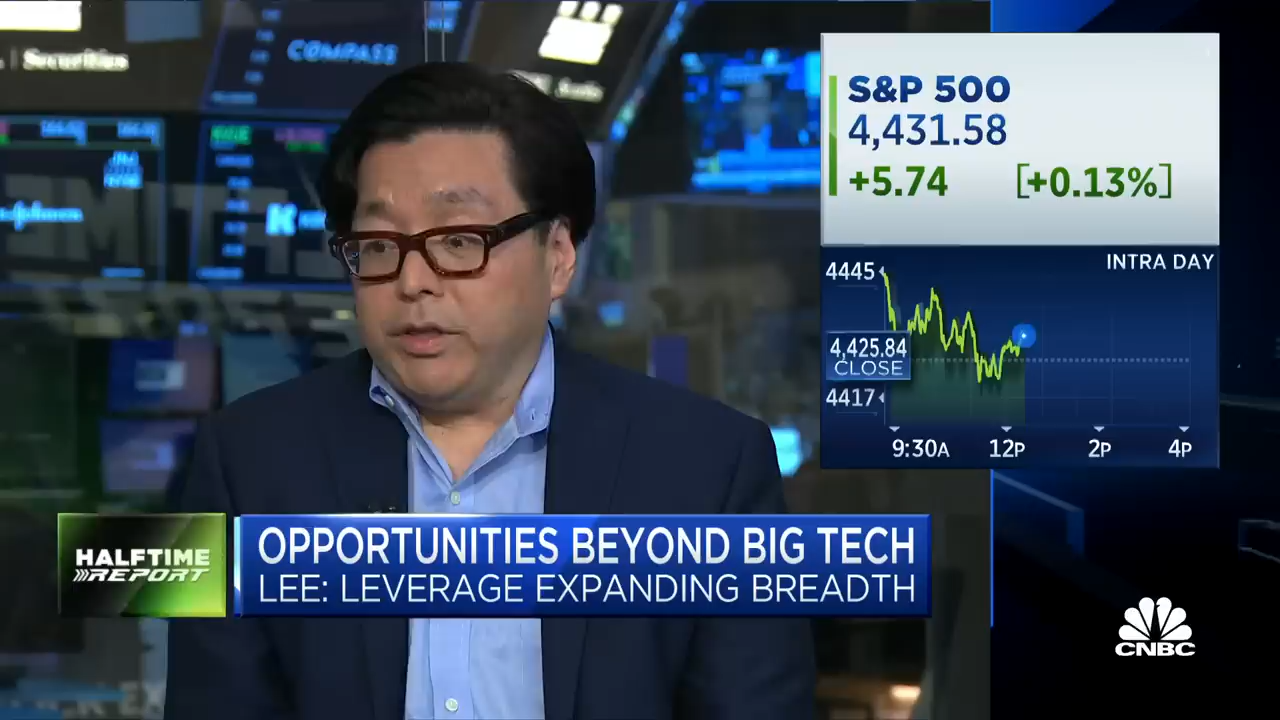 COMPASS
Securities
S&P 500
4,431.58
+5.74 [+0.13%]
INTRA DAY
4445
4,425.84
CLOSE
4417
9:30A 12P 2P 4P
HALFTIME
REPORT
OPPORTUNITIES BEYOND BIG TECH
LEE: LEVERAGE EXPANDING BREADTH
CNBC